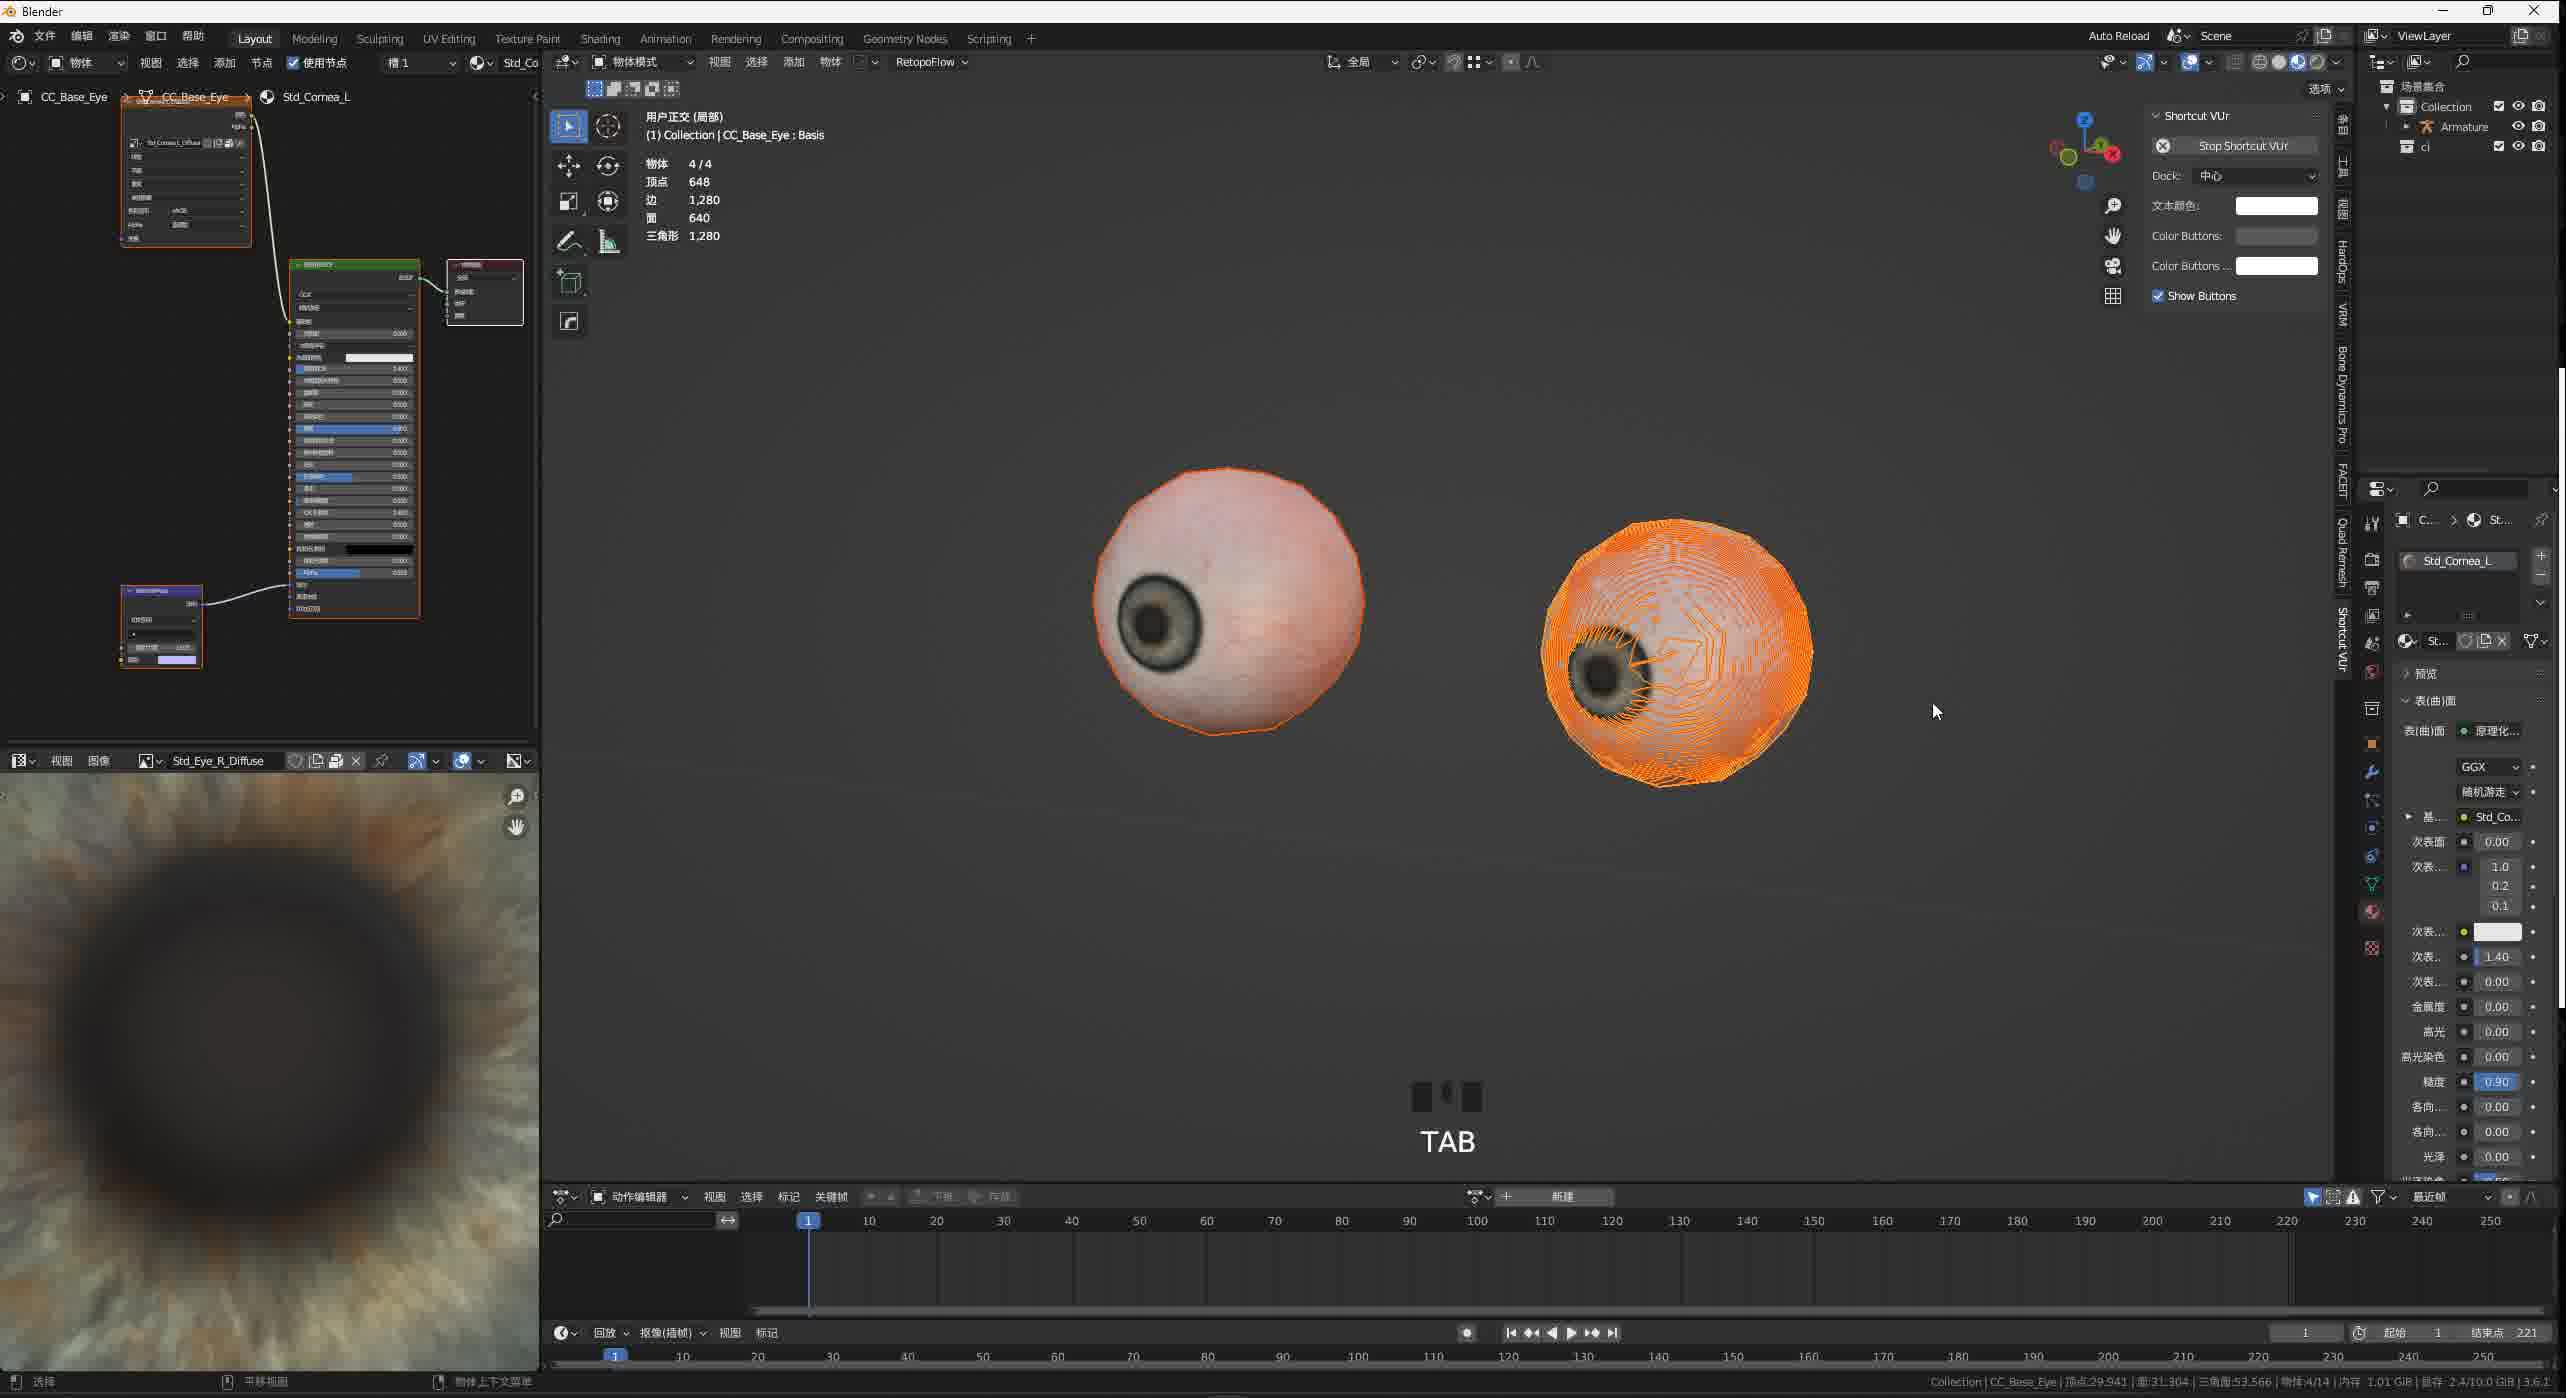 Blender
文件 编辑 渲染 窗口 帮助 Layout Modeling Sculpting UV Editing Texture Paint Shading Animation Rendering Compositing Geometry Nodes Scripting +
Auto Reload Scene ViewLayer
物体 视图 选择 添加 节点 使用节点 槽 1 Std_Co
物体模式 视图 选择 添加 物体 RetopoFlow 全局
选项
CC_Base_Eye CC_Base_Eye Std_Cornea_L
用户正交 (局部)
(1) Collection | CC_Base_Eye : Basis
物体 4 / 4
顶点 648
边 1,280
面 640
三角形 1,280
Z
X
Shortcut VUr
Stop Shortcut VUr
Dock: 中心
文本颜色:
Color Buttons:
Color Buttons ...
Show Buttons
条目
工具
视图
HardOps
VRM
Bone Dynamics Pro
FACEIT
Quad Remesh
Shortcut VUr
场景集合
Collection
Armature
ci
C... St...
Std_Cornea_L
St...
预览
表(曲)面
表(曲)面 原理化...
GGX
随机游走
基... Std_Co...
次表面 0.00
次表... 1.0
0.2
0.1
次表...
次表... 1.40
次表... 0.00
金属度 0.00
高光 0.00
高光染色 0.00
糙度 0.90
各向... 0.00
各向... 0.00
光泽 0.00
视图 图像 Std_Eye_R_Diffuse
TAB
动作编辑器 视图 选择 标记 关键帧 新建 最近帧
1 10 20 30 40 50 60 70 80 90 100 110 120 130 140 150 160 170 180 190 200 210 220 230 240 250
回放 抠像(插帧) 视图 标记 1 起始 1 结束点 221
1 10 20 30 40 50 60 70 80 90 100 110 120 130 140 150 160 170 180 190 200 210 220 230 240 250
选择 平移视图 物体上下文菜单
Collection | CC_Base_Eye | 顶点:29,941 | 面:31,304 | 三角面:53,566 | 物体:4/14 | 内存: 1.01 GiB | 显存: 2.4/10.0 GiB | 3.6.1